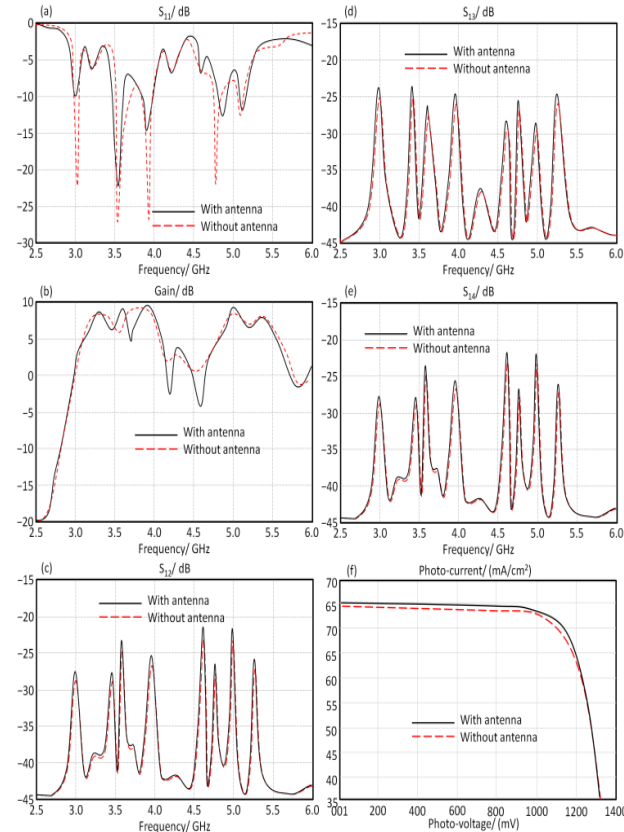 (a)
S₁₁/ dB
0
−5
−10
−15
−20
−25
−30
With antenna
Without antenna
2.5 3.0 3.5 4.0 4.5 5.0 5.5 6.0
Frequency/ GHz
(d)
S₁₃/ dB
−15
−20
−25
−30
−35
−40
−45
With antenna
Without antenna
2.5 3.0 3.5 4.0 4.5 5.0 5.5 6.0
Frequency/ GHz
(b)
Gain/ dB
10
5
0
−5
−10
−15
−20
With antenna
Without antenna
2.5 3.0 3.5 4.0 4.5 5.0 5.5 6.0
Frequency/ GHz
(e)
S₁₄/ dB
−15
−20
−25
−30
−35
−40
−45
With antenna
Without antenna
2.5 3.0 3.5 4.0 4.5 5.0 5.5 6.0
Frequency/ GHz
(c)
S₁₂/ dB
−15
−20
−25
−30
−35
−40
−45
With antenna
Without antenna
2.5 3.0 3.5 4.0 4.5 5.0 5.5 6.0
Frequency/ GHz
(f)
Photo-current/ (mA/cm²)
70
65
70
65
60
55
50
45
40
35
With antenna
Without antenna
001 200 400 600 800 1000 1200 1400
Photo-voltage/ (mV)